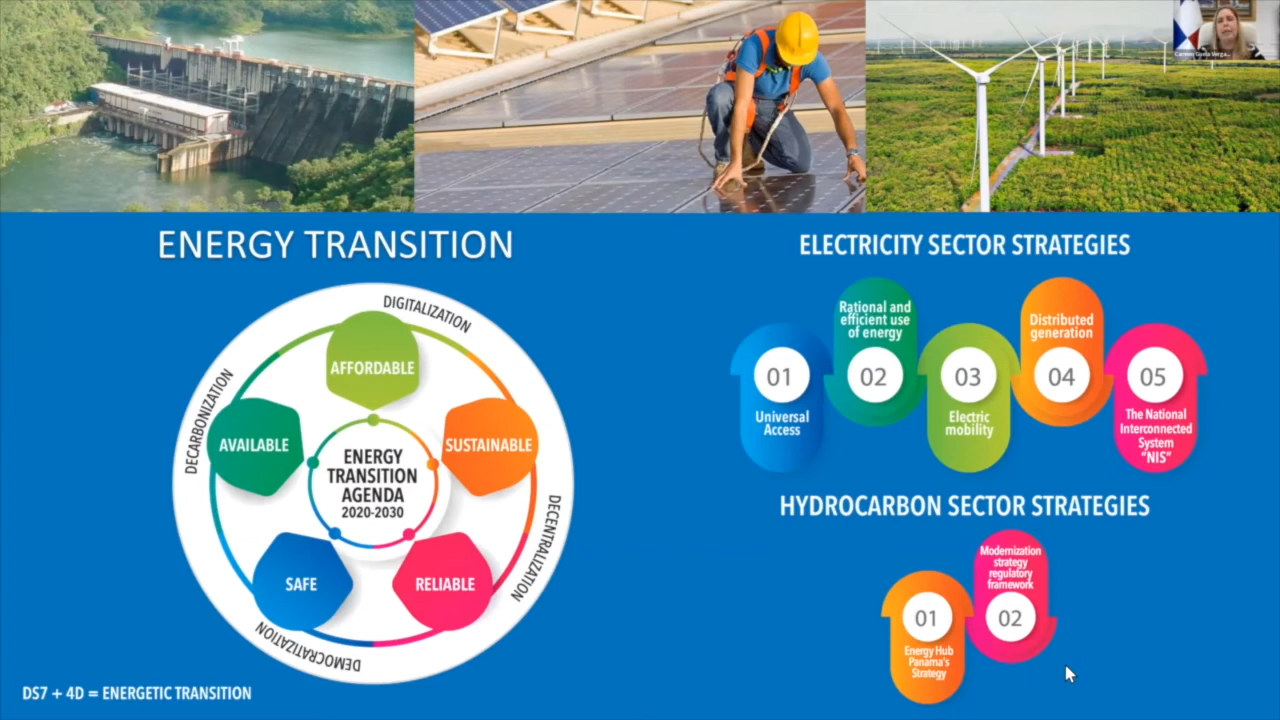 ENERGY TRANSITION
DIGITALIZATION
DECARBONIZATION
AFFORDABLE
AVAILABLE
SUSTAINABLE
ENERGY
TRANSITION
AGENDA
2020-2030
SAFE
RELIABLE
DECENTRALIZATION
DEMOCRATIZATION
DS7 + 4D = ENERGETIC TRANSITION
ELECTRICITY SECTOR STRATEGIES
01
Universal
Access
Rational and
efficient use
of energy
02
03
Electric
mobility
Distributed
generation
04
05
The National
Interconnected
System
"NIS"
HYDROCARBON SECTOR STRATEGIES
01
Energy Hub
Panama's
Strategy
Modernization
strategy
regulatory
framework
02